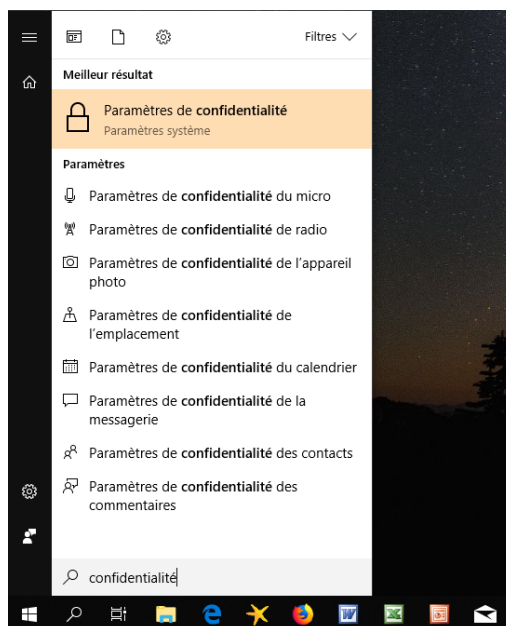 Filtres
Meilleur résultat
Paramètres de confidentialité
Paramètres système
Paramètres
Paramètres de confidentialité du micro
Paramètres de confidentialité de radio
Paramètres de confidentialité de l'appareil
photo
Paramètres de confidentialité de
l'emplacement
Paramètres de confidentialité du calendrier
Paramètres de confidentialité de la
messagerie
Paramètres de confidentialité des contacts
Paramètres de confidentialité des
commentaires
confidentialité